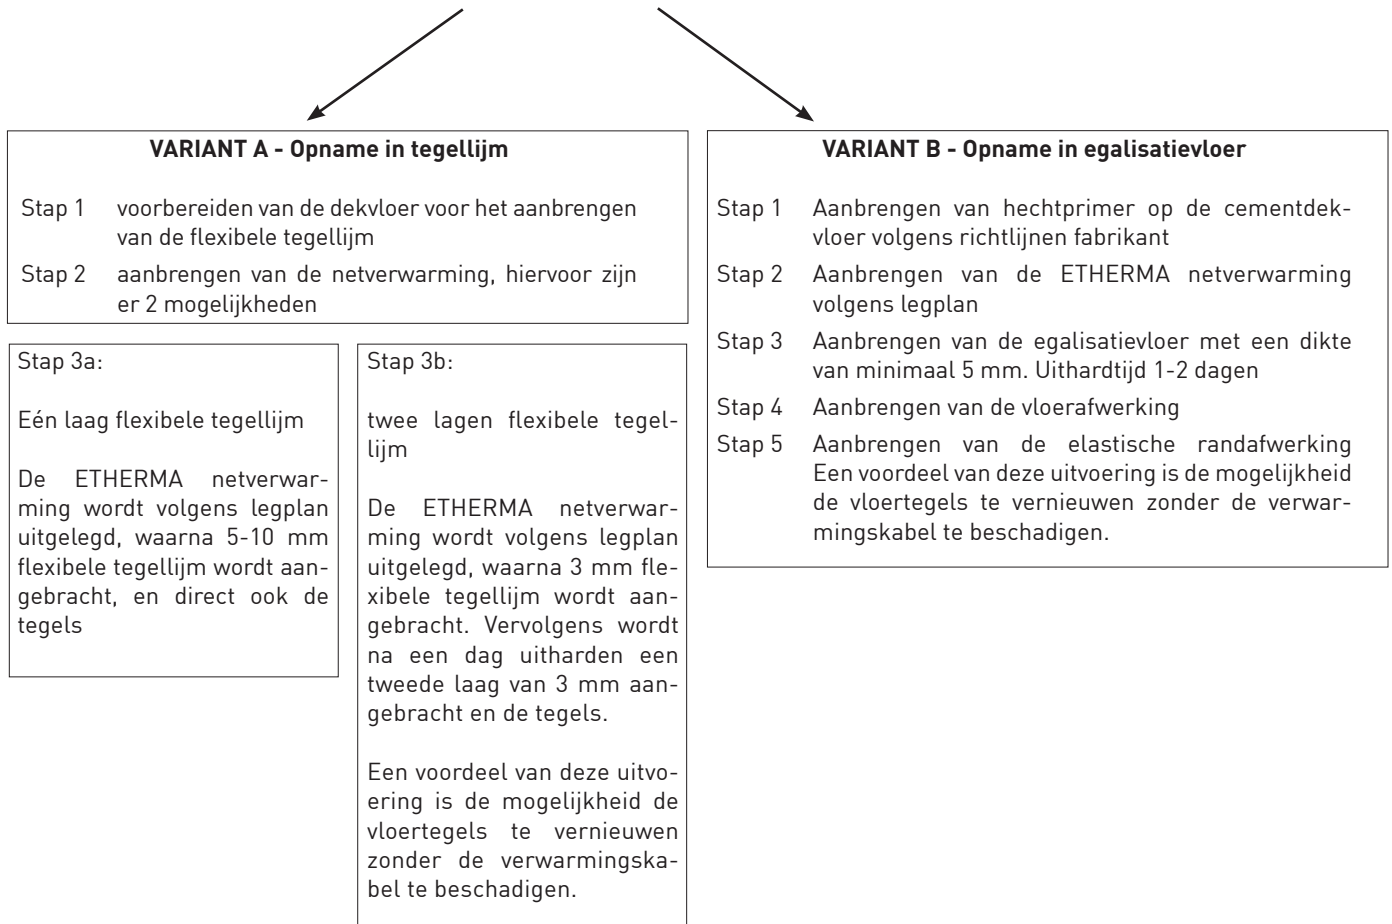 VARIANT A - Opname in tegellijm
Stap 1 voorbereiden van de dekvloer voor het aanbrengen
van de flexibele tegellijm
Stap 2 aanbrengen van de netverwarming, hiervoor zijn
er 2 mogelijkheden
Stap 3a:
Eén laag flexibele tegellijm
De ETHERMA netverwar-
ming wordt volgens legplan
uitgelegd, waarna 5-10 mm
flexibele tegellijm wordt aan-
gebracht, en direct ook de
tegels
Stap 3b:
twee lagen flexibele tegel-
lijm
De ETHERMA netverwar-
ming wordt volgens legplan
uitgelegd, waarna 3 mm fle-
xibele tegellijm wordt aan-
gebracht. Vervolgens wordt
na een dag uitharden een
tweede laag van 3 mm aan-
gebracht en de tegels.
Een voordeel van deze uitvo-
ering is de mogelijkheid de
vloertegels te vernieuwen
zonder de verwarmingska-
bel te beschadigen.
VARIANT B - Opname in egalisatievloer
Stap 1 Aanbrengen van hechtprimer op de cementdek-
vloer volgens richtlijnen fabrikant
Stap 2 Aanbrengen van de ETHERMA netverwarming
volgens legplan
Stap 3 Aanbrengen van de egalisatievloer met een dikte
van minimaal 5 mm. Uithardtijd 1-2 dagen
Stap 4 Aanbrengen van de vloerafwerking
Stap 5 Aanbrengen van de elastische randafwerking
Een voordeel van deze uitvoering is de mogelijkheid
de vloertegels te vernieuwen zonder de verwar-
mingskabel te beschadigen.